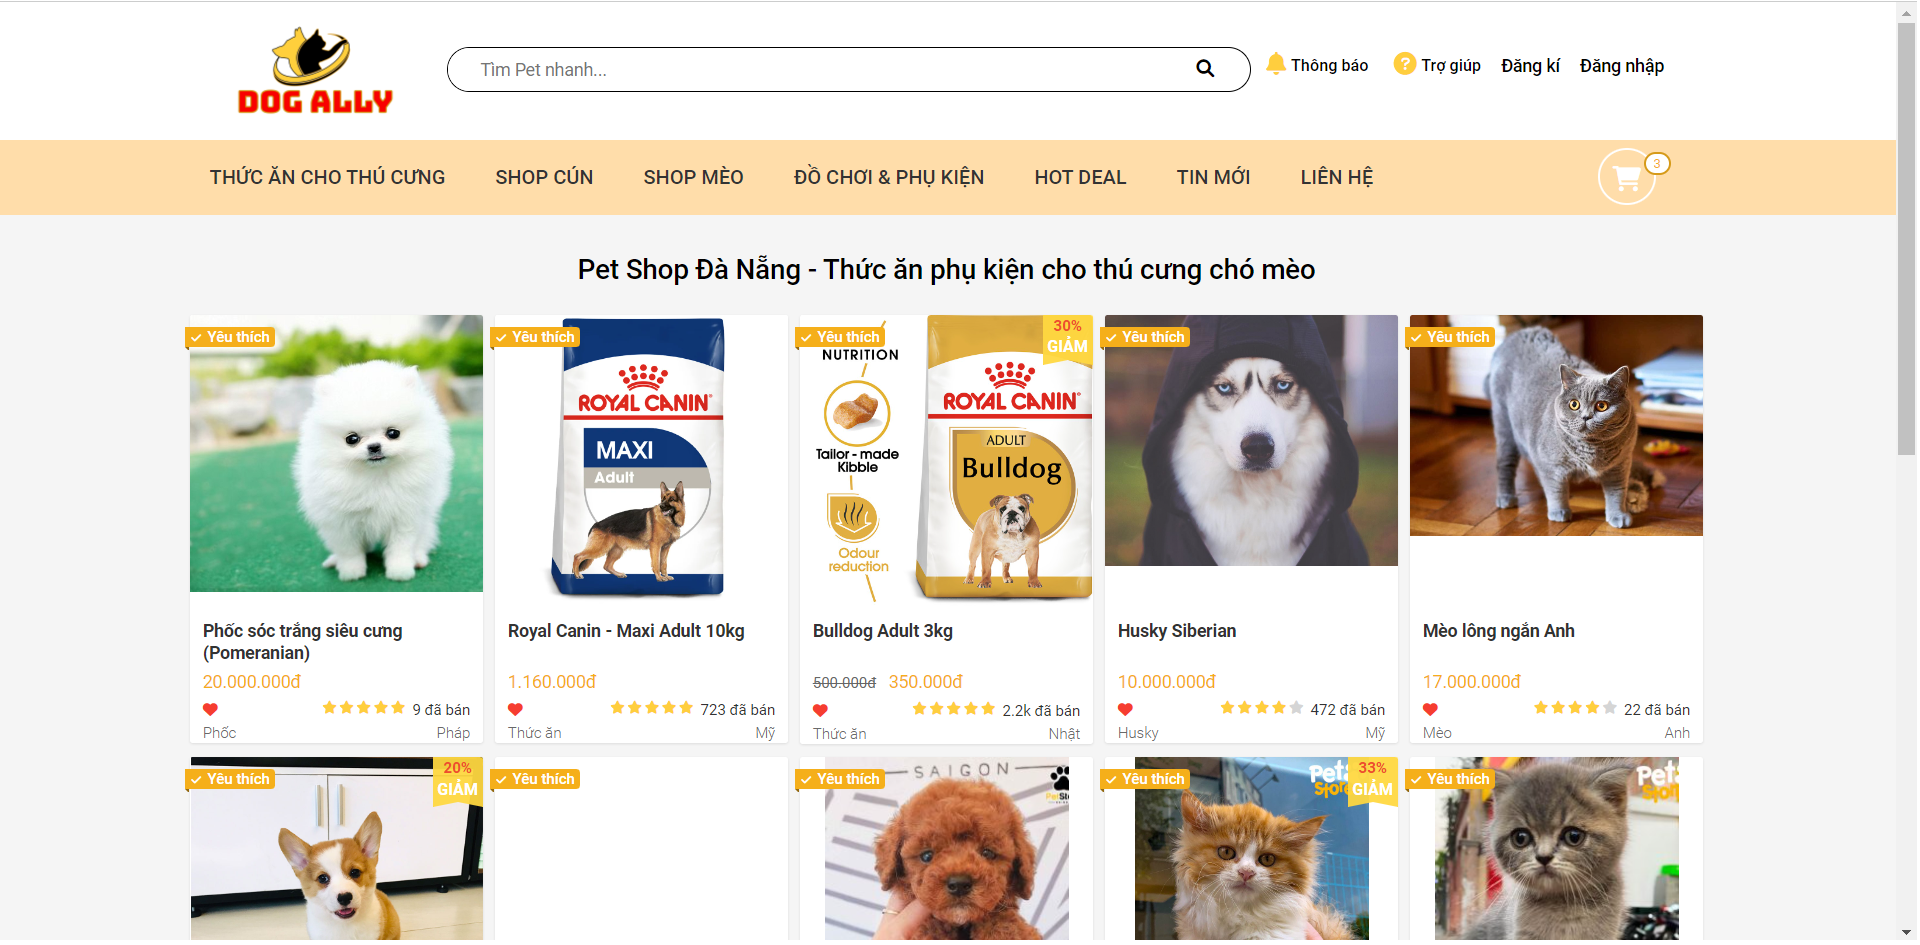 DOG ALLY
Tìm Pet nhanh...
Thông báo
? Trợ giúp
Đăng kí
Đăng nhập
THỨC ĂN CHO THÚ CƯNG
SHOP CÚN
SHOP MÈO
ĐỒ CHƠI & PHỤ KIỆN
HOT DEAL
TIN MỚI
LIÊN HỆ
3
Pet Shop Đà Nẵng - Thức ăn phụ kiện cho thú cưng chó mèo
Yêu thích
Phốc sóc trắng siêu cưng
(Pomeranian)
20.000.000đ
9 đã bán
Phốc Pháp
Yêu thích
ROYAL CANIN
MAXI
Adult
Royal Canin - Maxi Adult 10kg
1.160.000đ
723 đã bán
Thức ăn Mỹ
Yêu thích
30%
GIẢM
NUTRITION
Tailor - made
Kibble
Odour
reduction
ROYAL CANIN
ADULT
Bulldog
Bulldog Adult 3kg
500.000đ 350.000đ
2.2k đã bán
Thức ăn Nhật
Yêu thích
Husky Siberian
10.000.000đ
472 đã bán
Husky Mỹ
Yêu thích
Mèo lông ngắn Anh
17.000.000đ
22 đã bán
Mèo Anh
Yêu thích
20%
GIẢM
Yêu thích
Yêu thích
SAIGON
Yêu thích
33%
GIẢM
Yêu thích